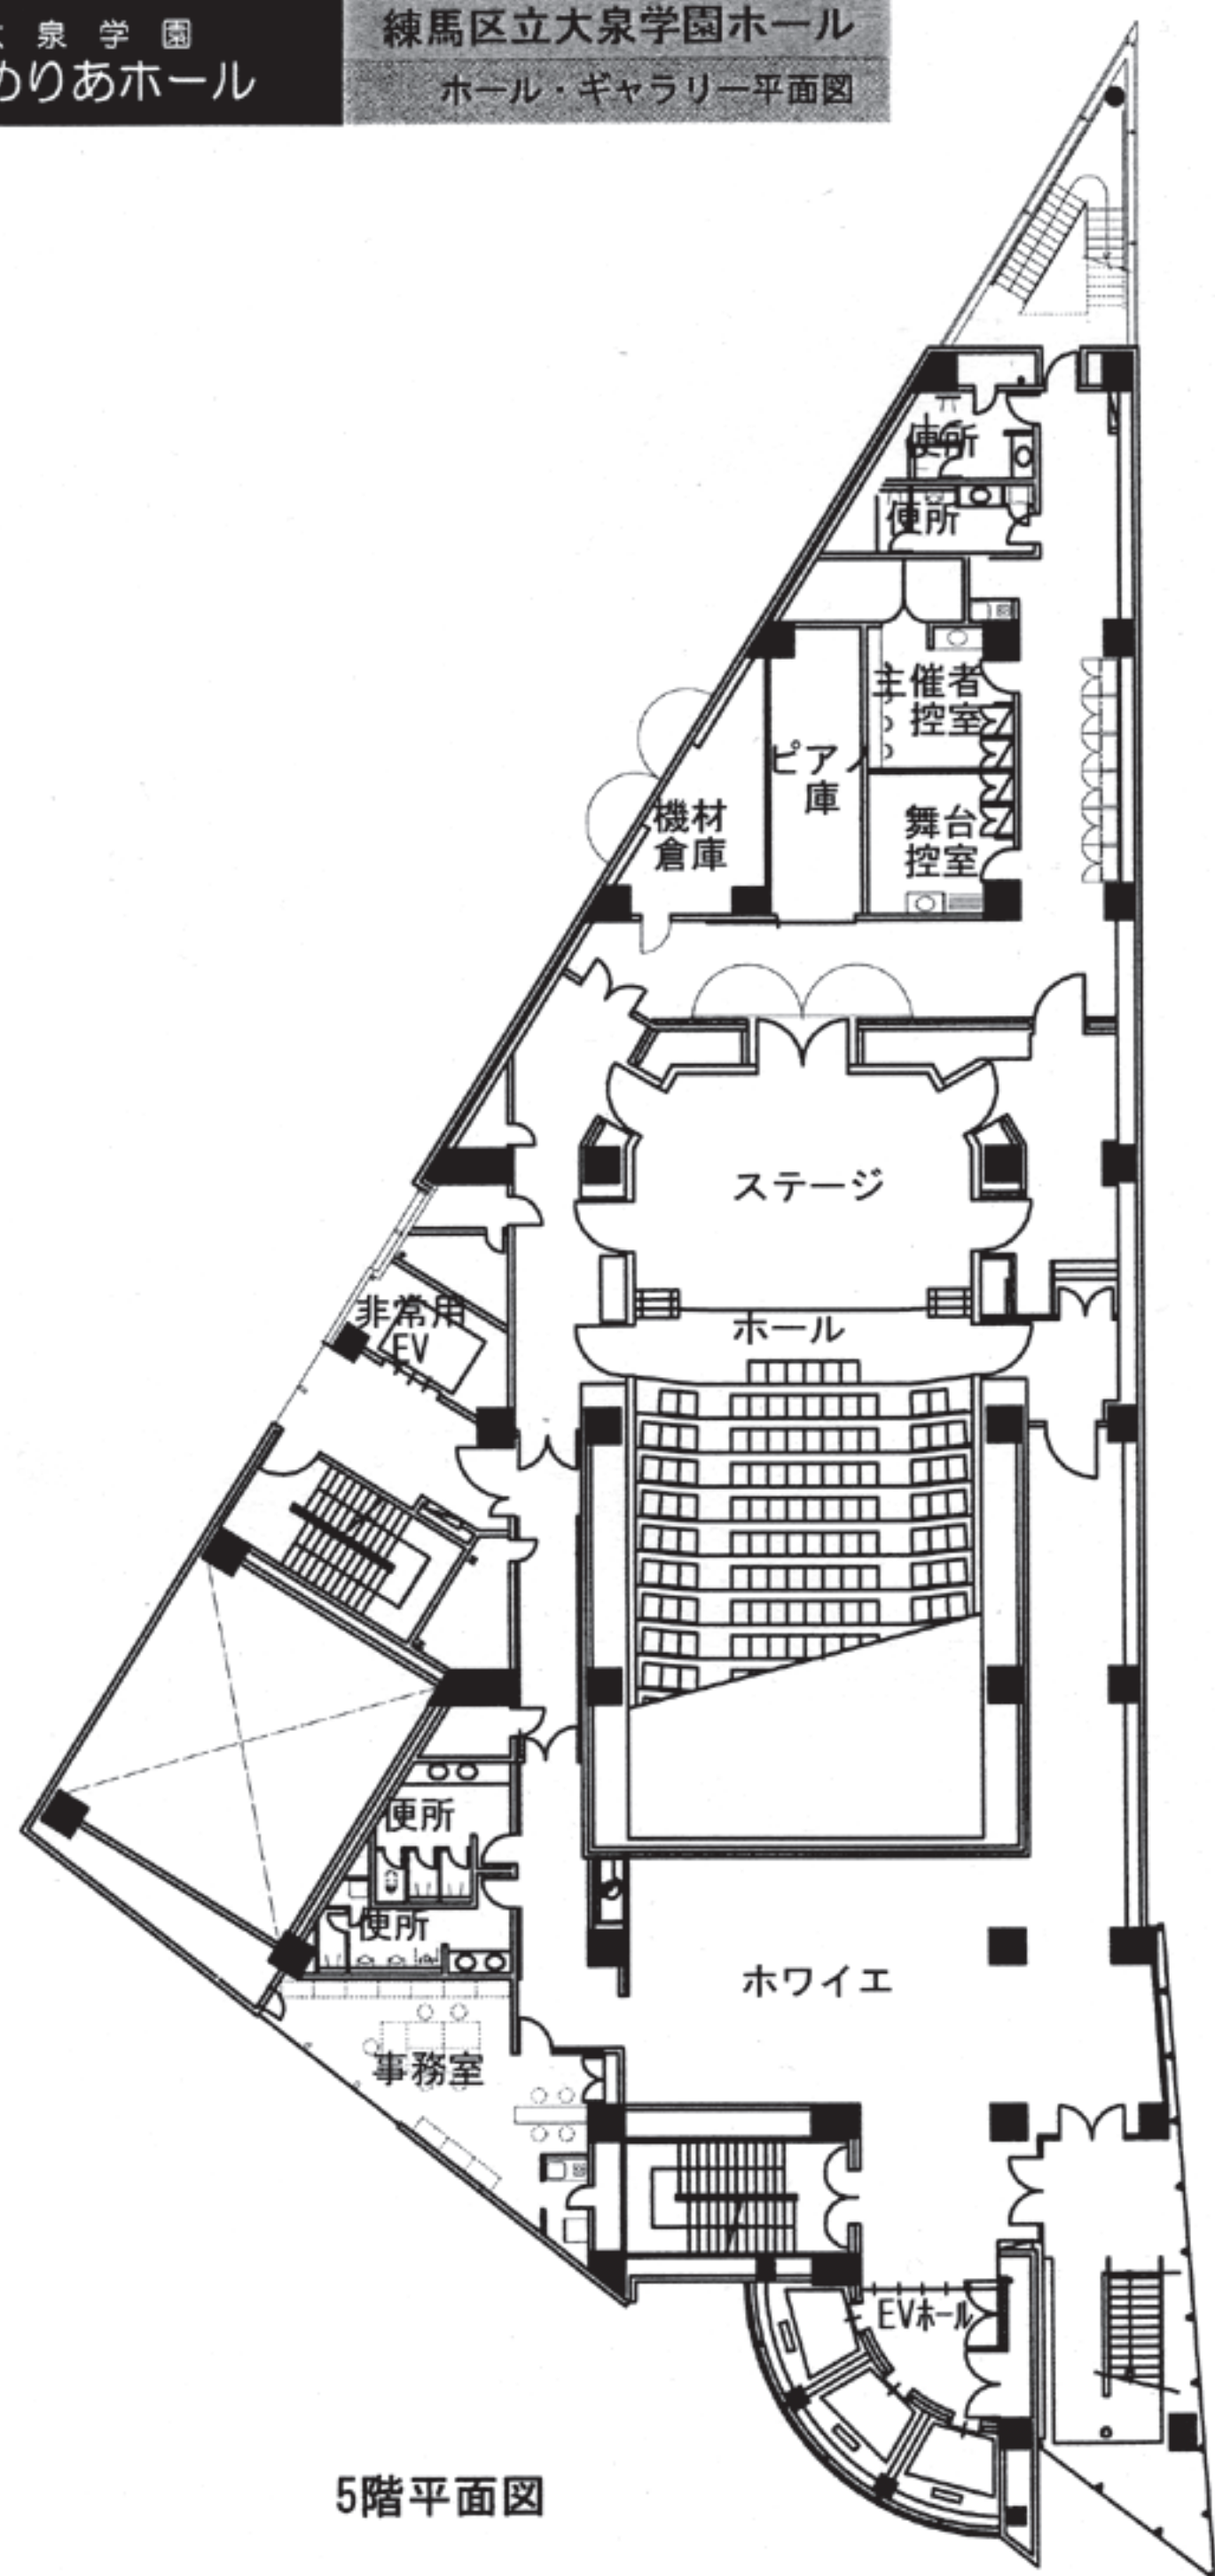 泉学園
めりあホール
練馬区立大泉学園ホール
ホール・ギャラリー平面図
便所
便所
主催者
控室
ピアノ
庫
機材
倉庫
舞台
控室
ステージ
非常用
EV
ホール
便所
便所
ホワイエ
事務室
EVホール
5階平面図